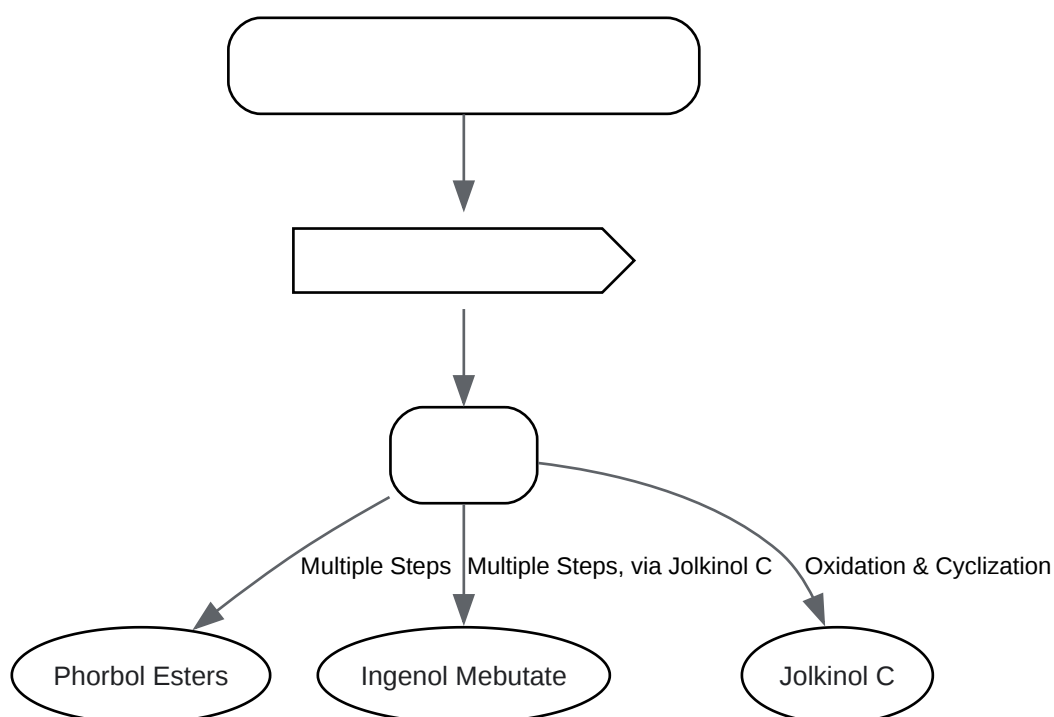 Multiple Steps
Multiple Steps, via Jolkinol C
Oxidation & Cyclization
Phorbol Esters
Ingenol Mebutate
Jolkinol C